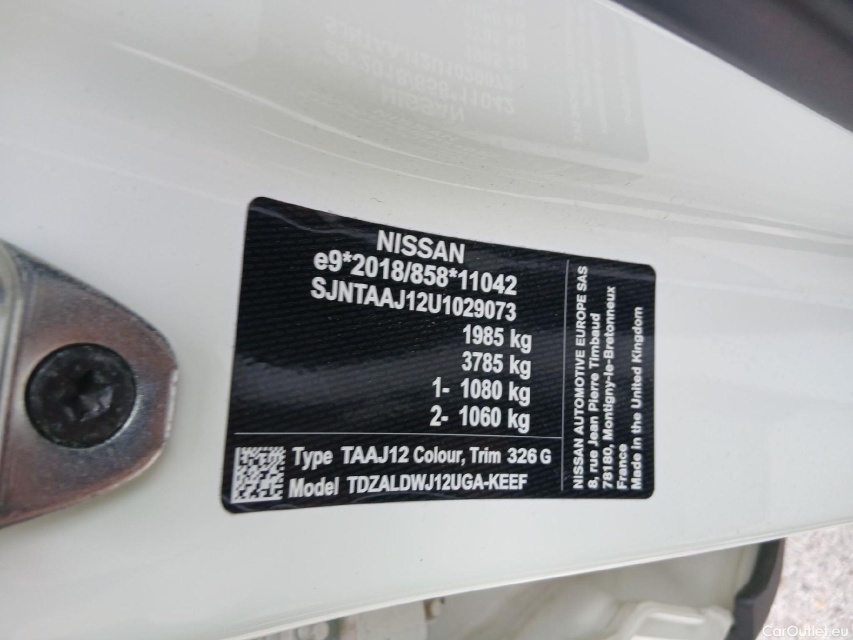 NISSAN
e9*2018/858*11042
SJNTAAJ12U1029073
1985 kg
3785 kg
1- 1080 kg
2- 1060 kg
Type TAAJ12 Colour, Trim 326 G
Model TDZALDWJ12UGA-KEEF
NISSAN AUTOMOTIVE EUROPE SAS
8, rue Jean Pierre Timbaud
78180, Montigny-le-Bretonneux
France
Made in the United Kingdom
CarOutlet.eu